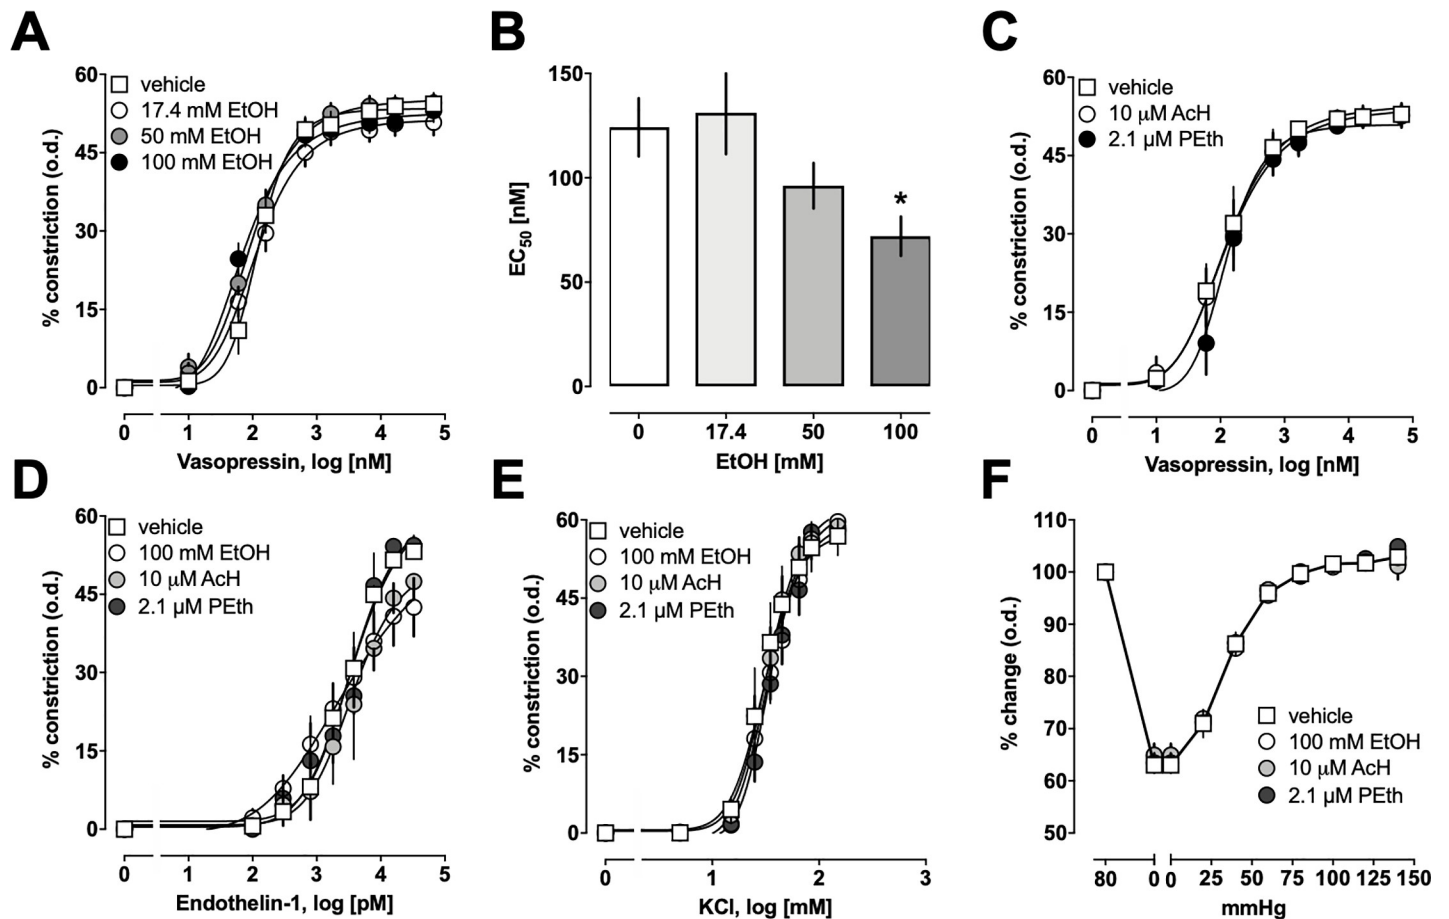 A
60
45
30
15
0
% constriction (o.d.)
vehicle
17.4 mM EtOH
50 mM EtOH
100 mM EtOH
0 1 2 3 4 5
Vasopressin, log [nM]
B
150
100
50
0
EC50 [nM]
*
0 17.4 50 100
EtOH [mM]
C
60
45
30
15
0
% constriction (o.d.)
vehicle
10 µM AcH
2.1 µM PEth
0 1 2 3 4 5
Vasopressin, log [nM]
D
60
45
30
15
0
% constriction (o.d.)
vehicle
100 mM EtOH
10 µM AcH
2.1 µM PEth
0 1 2 3 4 5
Endothelin-1, log [pM]
E
60
45
30
15
0
% constriction (o.d.)
vehicle
100 mM EtOH
10 µM AcH
2.1 µM PEth
0 1 2 3
KCl, log [mM]
F
110
100
90
80
70
60
50
% change (o.d.)
vehicle
100 mM EtOH
10 µM AcH
2.1 µM PEth
80 0 0 25 50 75 100 125 150
mmHg